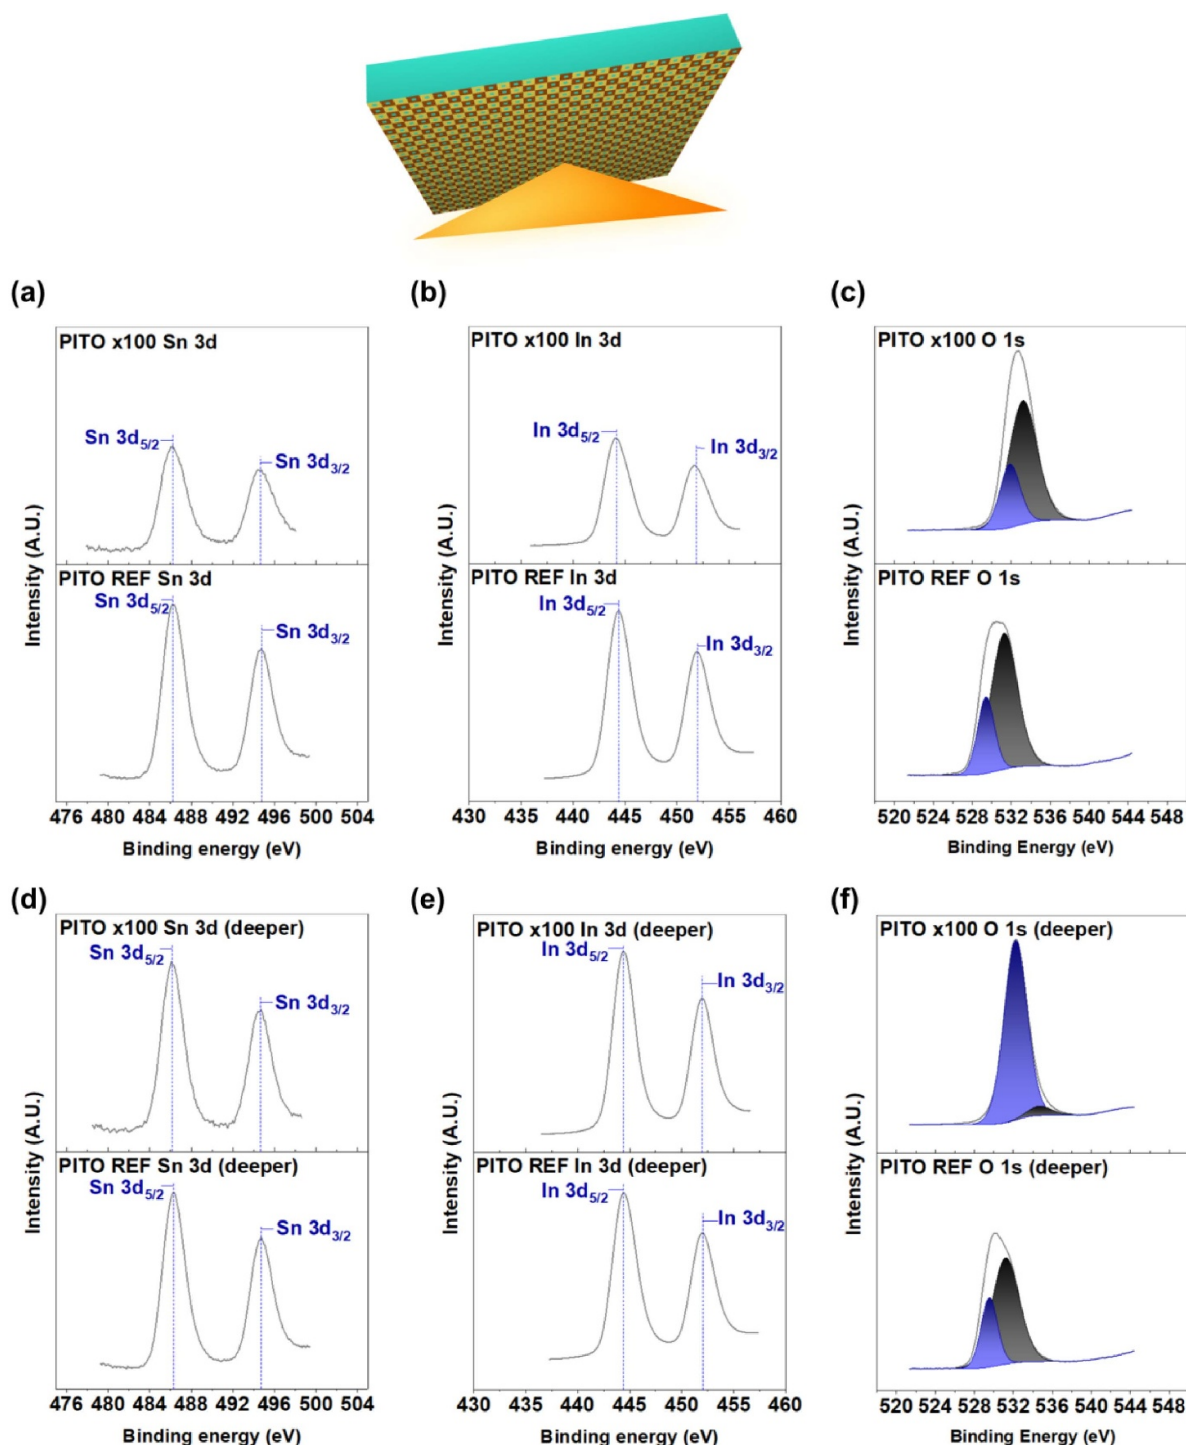 (a)
(b)
(c)
PITO x100 Sn 3d
Sn 3d5/2
Sn 3d3/2
PITO REF Sn 3d
Sn 3d5/2
Sn 3d3/2
Intensity (A.U.)
476 480 484 488 492 496 500 504
Binding energy (eV)
PITO x100 In 3d
In 3d5/2
In 3d3/2
PITO REF In 3d
In 3d5/2
In 3d3/2
Intensity (A.U.)
430 435 440 445 450 455 460
Binding energy (eV)
PITO x100 O 1s
PITO REF O 1s
Intensity (A.U.)
520 524 528 532 536 540 544 548
Binding Energy (eV)
(d)
(e)
(f)
PITO x100 Sn 3d (deeper)
Sn 3d5/2
Sn 3d3/2
PITO REF Sn 3d (deeper)
Sn 3d5/2
Sn 3d3/2
Intensity (A.U.)
476 480 484 488 492 496 500 504
Binding energy (eV)
PITO x100 In 3d (deeper)
In 3d5/2
In 3d3/2
PITO REF In 3d (deeper)
In 3d5/2
In 3d3/2
Intensity (A.U.)
430 435 440 445 450 455 460
Binding energy (eV)
PITO x100 O 1s (deeper)
PITO REF O 1s (deeper)
Intensity (A.U.)
520 524 528 532 536 540 544 548
Binding Energy (eV)